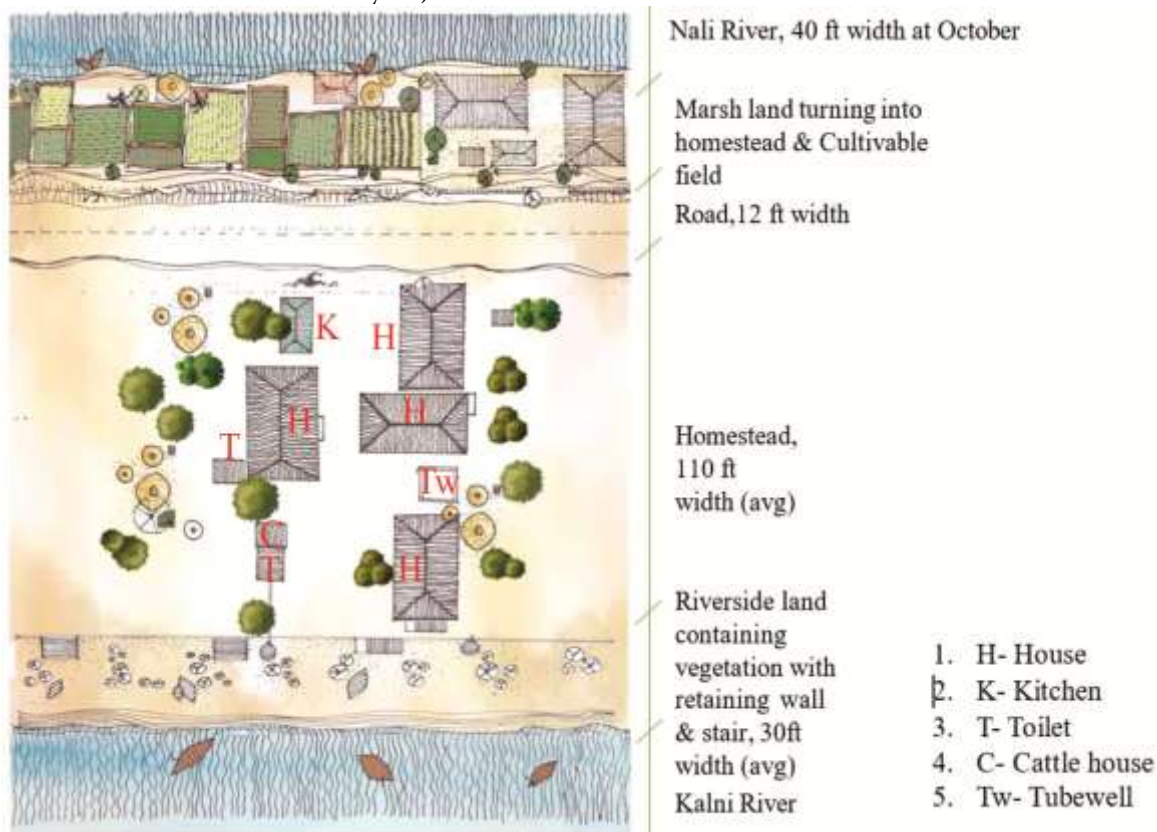 Nali River, 40 ft width at October
Marsh land turning into
homestead & Cultivable
field
Road,12 ft width
K
H
H
H
T
Tw
C
T
H
Homestead,
110 ft
width (avg)
Riverside land
containing
vegetation with
retaining wall
& stair, 30ft
width (avg)
Kalni River
1. H- House
2. K- Kitchen
3. T- Toilet
4. C- Cattle house
5. Tw- Tubewell